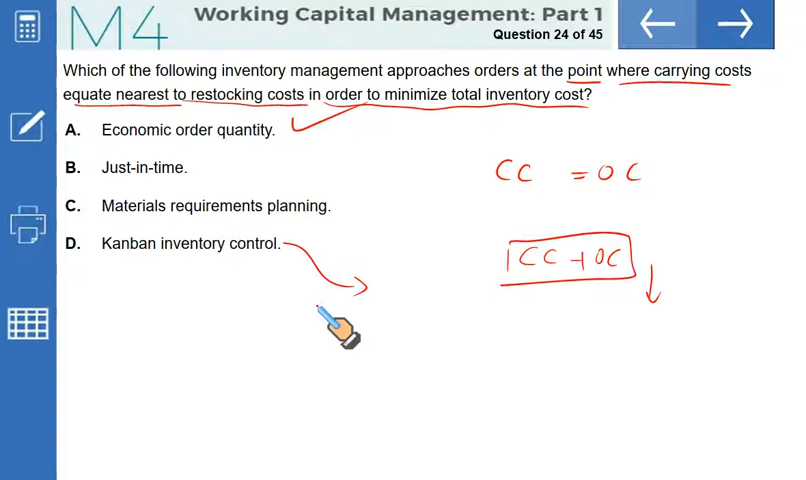 M4
Working Capital Management: Part 1
Question 24 of 45
Which of the following inventory management approaches orders at the point where carrying costs
equate nearest to restocking costs in order to minimize total inventory cost?
A. Economic order quantity.
B. Just-in-time.
CC = OC
C. Materials requirements planning.
D. Kanban inventory control.
CC + OC